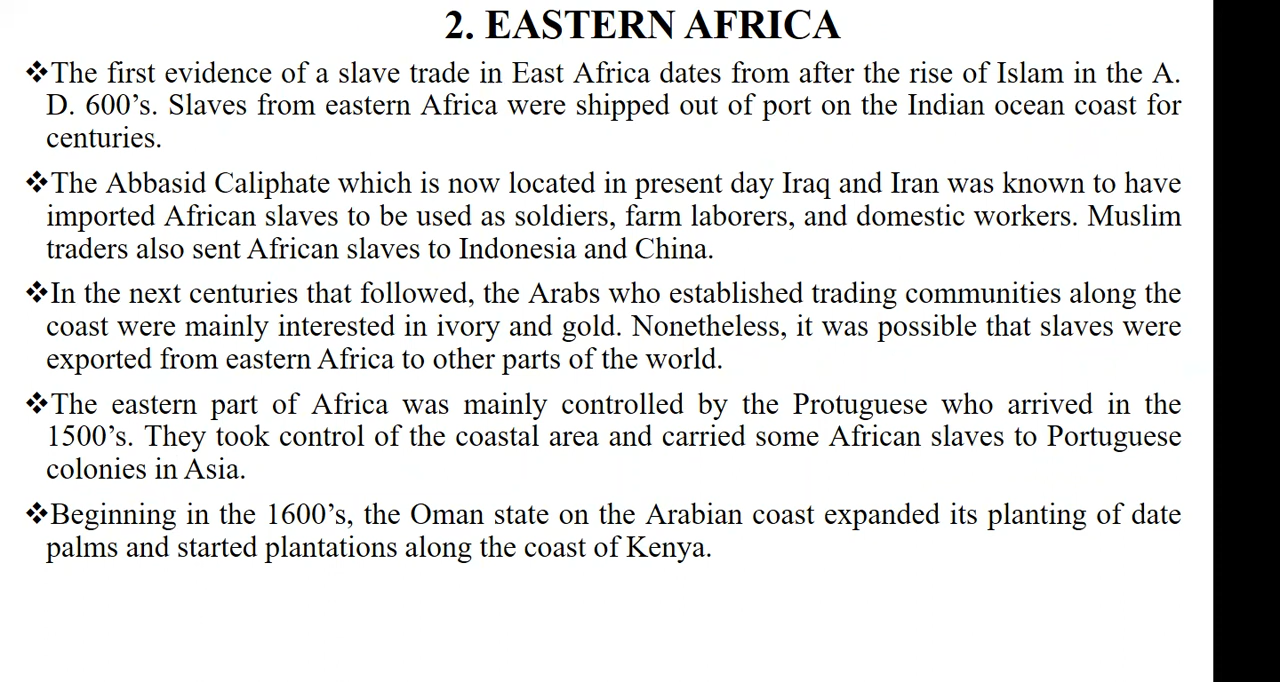 2. EASTERN AFRICA
❖The first evidence of a slave trade in East Africa dates from after the rise of Islam in the A.
D. 600’s. Slaves from eastern Africa were shipped out of port on the Indian ocean coast for
centuries.
❖The Abbasid Caliphate which is now located in present day Iraq and Iran was known to have
imported African slaves to be used as soldiers, farm laborers, and domestic workers. Muslim
traders also sent African slaves to Indonesia and China.
❖In the next centuries that followed, the Arabs who established trading communities along the
coast were mainly interested in ivory and gold. Nonetheless, it was possible that slaves were
exported from eastern Africa to other parts of the world.
❖The eastern part of Africa was mainly controlled by the Protuguese who arrived in the
1500’s. They took control of the coastal area and carried some African slaves to Portuguese
colonies in Asia.
❖Beginning in the 1600’s, the Oman state on the Arabian coast expanded its planting of date
palms and started plantations along the coast of Kenya.